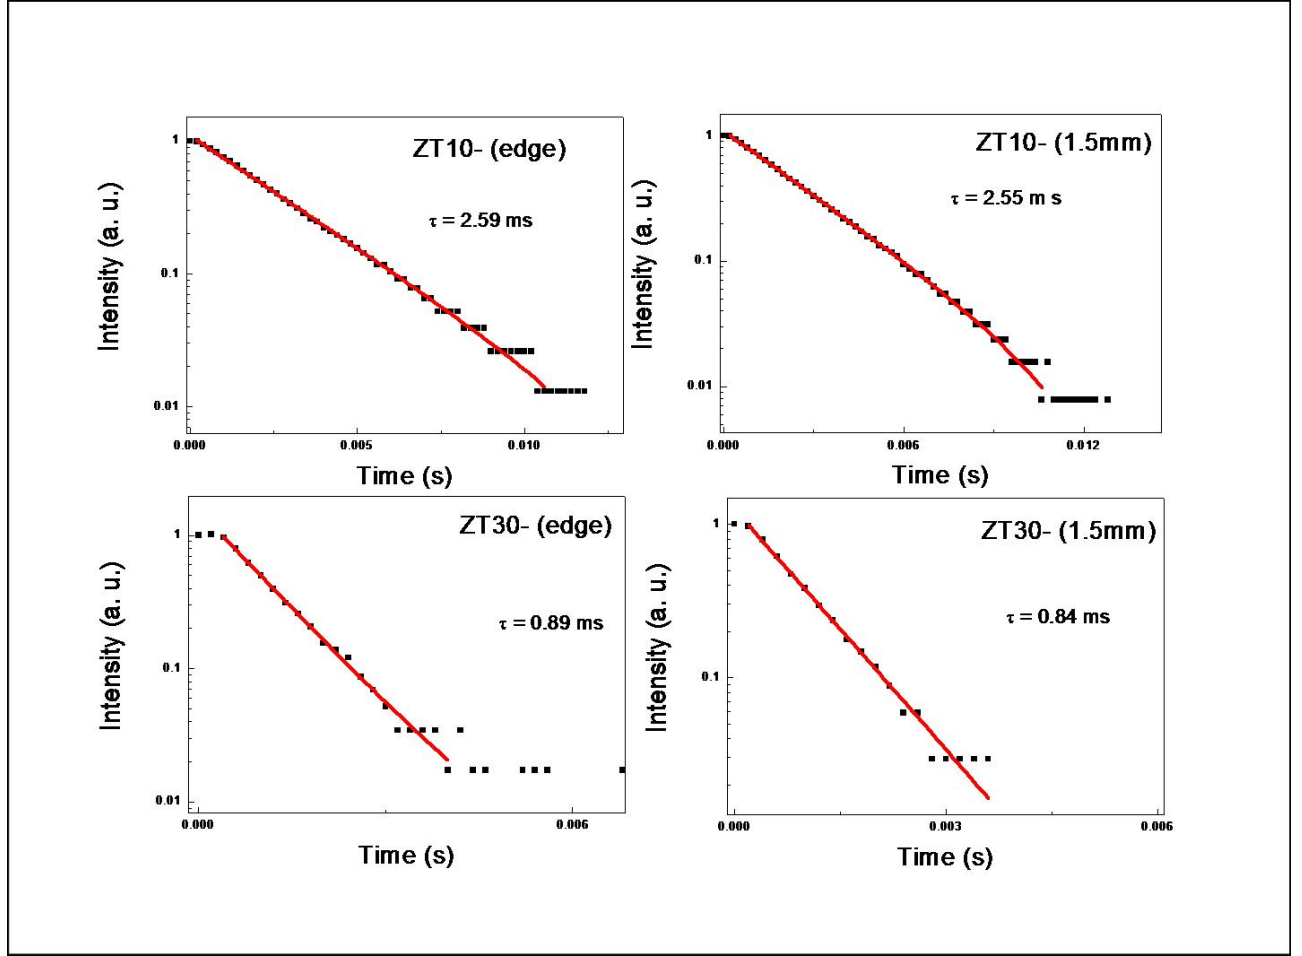 ZT10- (edge)
τ = 2.59 ms
Intensity (a. u.)
1
0.1
0.01
0.000
0.005
0.010
Time (s)
ZT10- (1.5mm)
τ = 2.55 m s
Intensity (a. u.)
1
0.1
0.01
0.000
0.006
0.012
Time (s)
ZT30- (edge)
τ = 0.89 ms
Intensity (a. u.)
1
0.1
0.01
0.000
0.006
Time (s)
ZT30- (1.5mm)
τ = 0.84 ms
Intensity (a. u.)
1
0.1
0.000
0.003
0.006
Time (s)